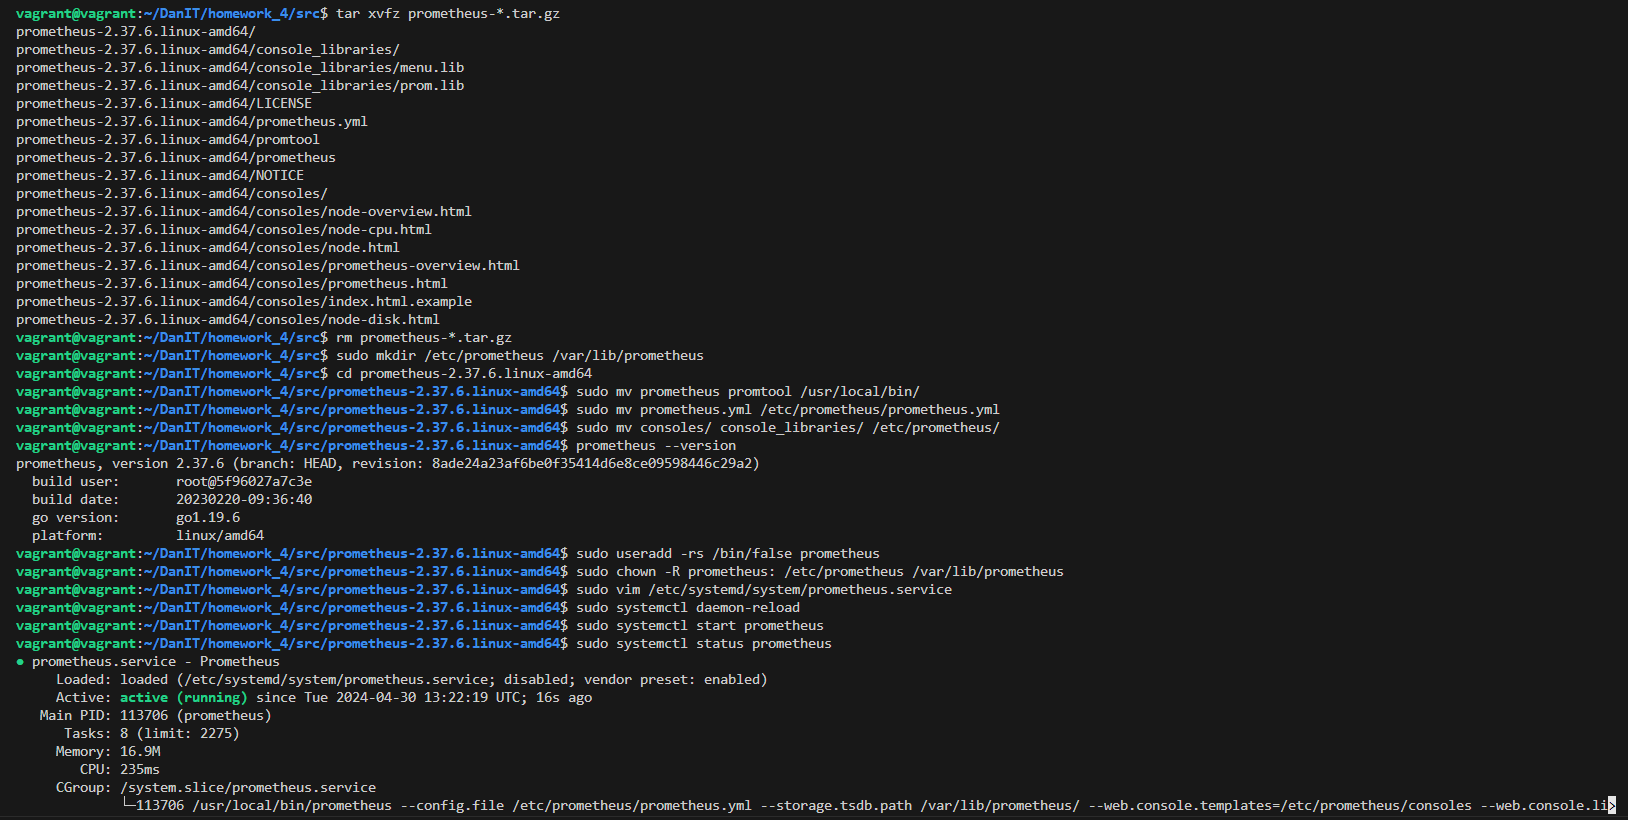 vagrant@vagrant:~/DanIT/homework_4/src$ tar xvfz prometheus-*.tar.gz
prometheus-2.37.6.linux-amd64/
prometheus-2.37.6.linux-amd64/console_libraries/
prometheus-2.37.6.linux-amd64/console_libraries/menu.lib
prometheus-2.37.6.linux-amd64/console_libraries/prom.lib
prometheus-2.37.6.linux-amd64/LICENSE
prometheus-2.37.6.linux-amd64/prometheus.yml
prometheus-2.37.6.linux-amd64/promtool
prometheus-2.37.6.linux-amd64/prometheus
prometheus-2.37.6.linux-amd64/NOTICE
prometheus-2.37.6.linux-amd64/consoles/
prometheus-2.37.6.linux-amd64/consoles/node-overview.html
prometheus-2.37.6.linux-amd64/consoles/node-cpu.html
prometheus-2.37.6.linux-amd64/consoles/node.html
prometheus-2.37.6.linux-amd64/consoles/prometheus-overview.html
prometheus-2.37.6.linux-amd64/consoles/prometheus.html
prometheus-2.37.6.linux-amd64/consoles/index.html.example
prometheus-2.37.6.linux-amd64/consoles/node-disk.html
vagrant@vagrant:~/DanIT/homework_4/src$ rm prometheus-*.tar.gz
vagrant@vagrant:~/DanIT/homework_4/src$ sudo mkdir /etc/prometheus /var/lib/prometheus
vagrant@vagrant:~/DanIT/homework_4/src$ cd prometheus-2.37.6.linux-amd64
vagrant@vagrant:~/DanIT/homework_4/src/prometheus-2.37.6.linux-amd64$ sudo mv prometheus promtool /usr/local/bin/
vagrant@vagrant:~/DanIT/homework_4/src/prometheus-2.37.6.linux-amd64$ sudo mv prometheus.yml /etc/prometheus/prometheus.yml
vagrant@vagrant:~/DanIT/homework_4/src/prometheus-2.37.6.linux-amd64$ sudo mv consoles/ console_libraries/ /etc/prometheus/
vagrant@vagrant:~/DanIT/homework_4/src/prometheus-2.37.6.linux-amd64$ prometheus --version
prometheus, version 2.37.6 (branch: HEAD, revision: 8ade24a23af6be0f35414d6e8ce09598446c29a2)
  build user:       root@5f96027a7c3e
  build date:       20230220-09:36:40
  go version:       go1.19.6
  platform:         linux/amd64
vagrant@vagrant:~/DanIT/homework_4/src/prometheus-2.37.6.linux-amd64$ sudo useradd -rs /bin/false prometheus
vagrant@vagrant:~/DanIT/homework_4/src/prometheus-2.37.6.linux-amd64$ sudo chown -R prometheus: /etc/prometheus /var/lib/prometheus
vagrant@vagrant:~/DanIT/homework_4/src/prometheus-2.37.6.linux-amd64$ sudo vim /etc/systemd/system/prometheus.service
vagrant@vagrant:~/DanIT/homework_4/src/prometheus-2.37.6.linux-amd64$ sudo systemctl daemon-reload
vagrant@vagrant:~/DanIT/homework_4/src/prometheus-2.37.6.linux-amd64$ sudo systemctl start prometheus
vagrant@vagrant:~/DanIT/homework_4/src/prometheus-2.37.6.linux-amd64$ sudo systemctl status prometheus
● prometheus.service - Prometheus
     Loaded: loaded (/etc/systemd/system/prometheus.service; disabled; vendor preset: enabled)
     Active: active (running) since Tue 2024-04-30 13:22:19 UTC; 16s ago
   Main PID: 113706 (prometheus)
      Tasks: 8 (limit: 2275)
     Memory: 16.9M
        CPU: 235ms
     CGroup: /system.slice/prometheus.service
             └─113706 /usr/local/bin/prometheus --config.file /etc/prometheus/prometheus.yml --storage.tsdb.path /var/lib/prometheus/ --web.console.templates=/etc/prometheus/consoles --web.console.li>